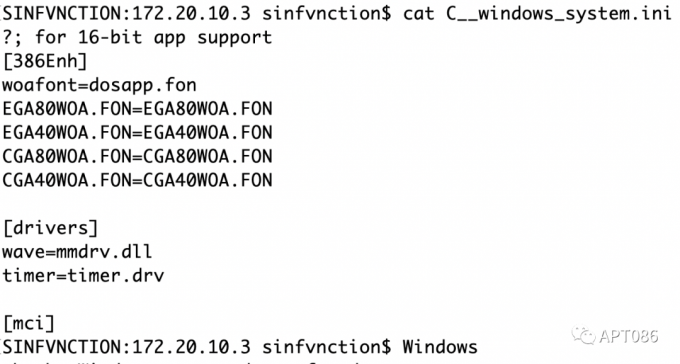 (SINFVNCTION:172.20.10.3 sinfvnction$ cat C__windows_system.ini
?; for 16-bit app support
[386Enh]
woafont=dosapp.fon
EGA80WOA.FON=EGA80WOA.FON
EGA40WOA.FON=EGA40WOA.FON
CGA80WOA.FON=CGA80WOA.FON
CGA40WOA.FON=CGA40WOA.FON
[drivers]
wave=mmdrv.dll
timer=timer.drv
[mci]
(SINFVNCTION:172.20.10.3 sinfvnction$ Windows
APT086